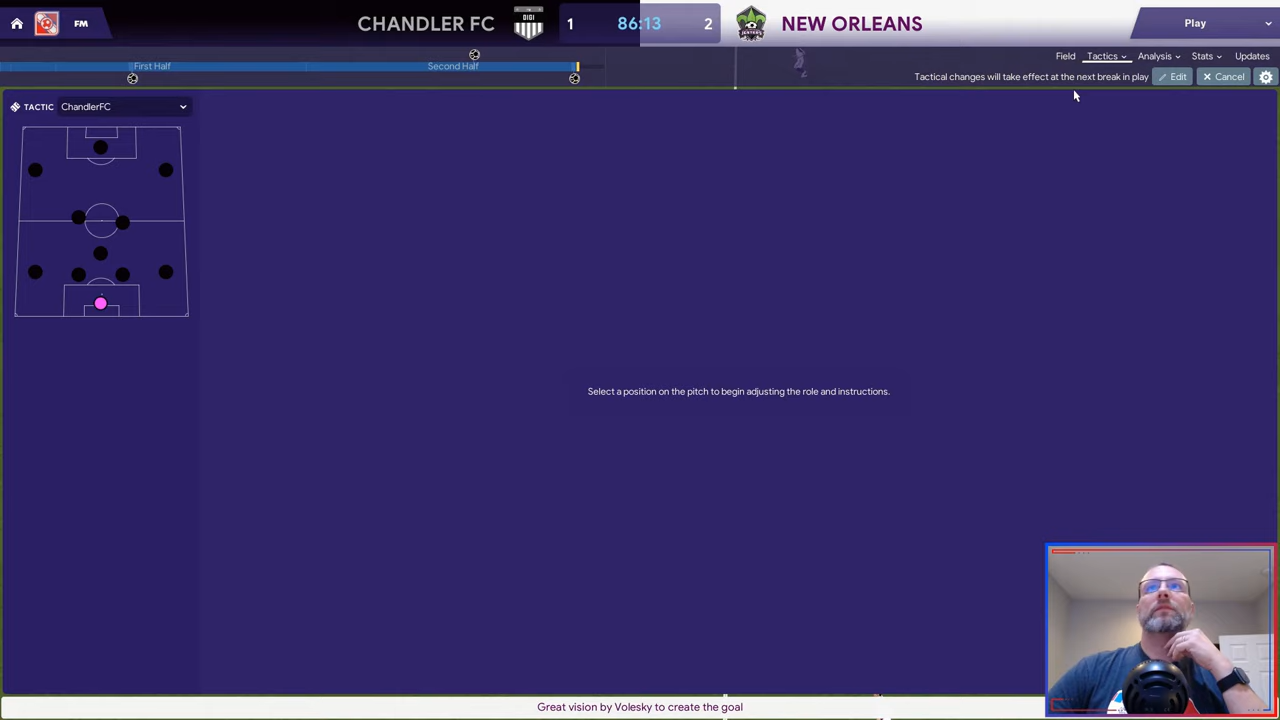 FM
CHANDLER FC
DIGI
1
86:13
2
NEW ORLEANS
Play
First Half
Second Half
Field
Tactics
Analysis
Stats
Updates
Tactical changes will take effect at the next break in play
Edit
Cancel
TACTIC
ChandlerFC
Select a position on the pitch to begin adjusting the role and instructions.
Great vision by Volesky to create the goal